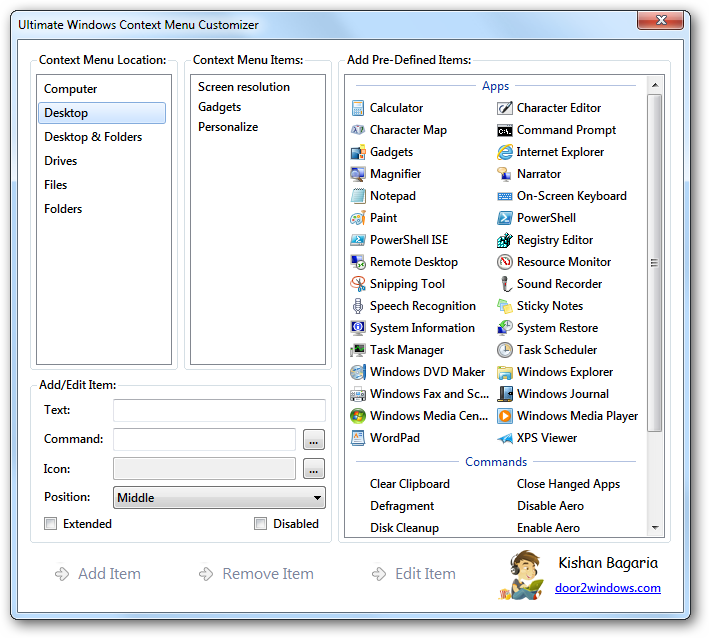 Ultimate Windows Context Menu Customizer
Context Menu Location:
Computer
Desktop
Desktop & Folders
Drives
Files
Folders
Context Menu Items:
Screen resolution
Gadgets
Personalize
Add Pre-Defined Items:
Apps
Calculator
Character Editor
Character Map
Command Prompt
Gadgets
Internet Explorer
Magnifier
Narrator
Notepad
On-Screen Keyboard
Paint
PowerShell
PowerShell ISE
Registry Editor
Remote Desktop
Resource Monitor
Snipping Tool
Sound Recorder
Speech Recognition
Sticky Notes
System Information
System Restore
Task Manager
Task Scheduler
Windows DVD Maker
Windows Explorer
Windows Fax and Sc...
Windows Journal
Windows Media Cen...
Windows Media Player
WordPad
XPS Viewer
Commands
Clear Clipboard
Close Hanged Apps
Defragment
Disable Aero
Disk Cleanup
Enable Aero
Add/Edit Item:
Text:
Command:
...
Icon:
...
Position:
Middle
Extended
Disabled
Add Item
Remove Item
Edit Item
Kishan Bagaria
door2windows.com